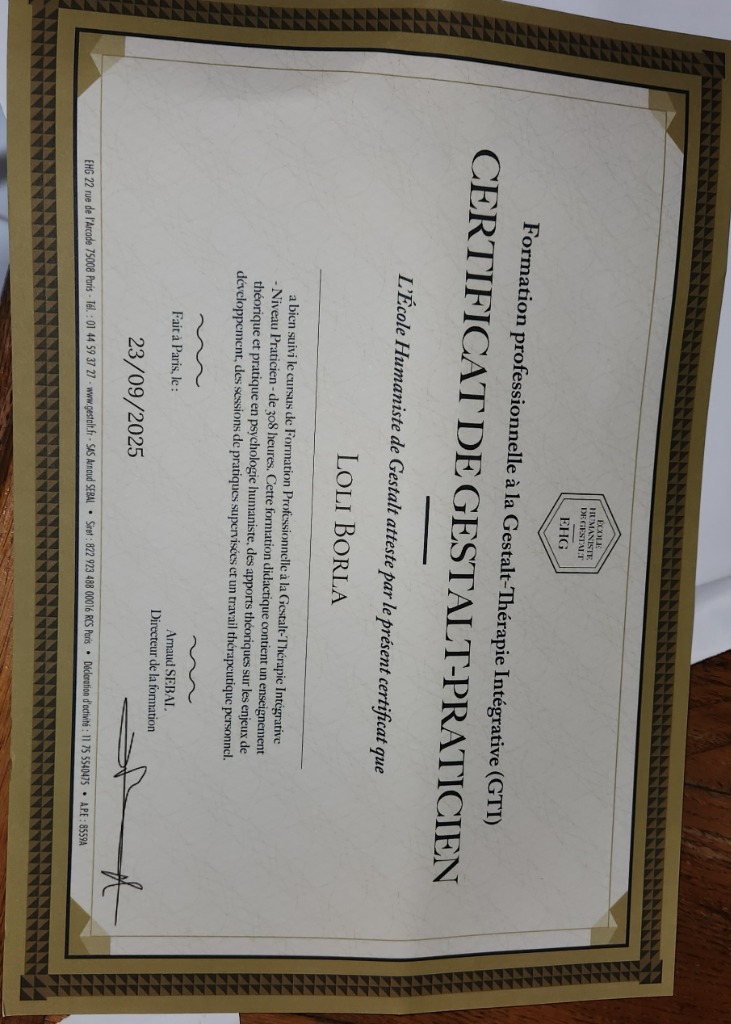 ÉCOLE
HUMANISTE
DE GESTALT
EHG
Formation professionnelle à la Gestalt-Thérapie Intégrative (GTI)
CERTIFICAT DE GESTALT-PRATICIEN
L'École Humaniste de Gestalt atteste par le présent certificat que
LOLI BORLA
a bien suivi le cursus de Formation Professionnelle à la Gestalt-Thérapie Intégrative
- Niveau Praticien - de 308 heures. Cette formation didactique contient un enseignement
théorique et pratique en psychologie humaniste, des apports théoriques sur les enjeux de
développement, des sessions de pratiques supervisées et un travail thérapeutique personnel.
Fait à Paris, le :
23/09/2025
Arnaud SEBAL
Directeur de la formation
EHG 22 rue de l'Arcade 75008 Paris - Tél. : 01 44 59 37 27 - www.gestalt.fr - SAS Arnaud SEBAL • Siret : 822 923 488 00016 RCS Paris • Déclaration d'activité : 11 75 5540475 • A.P.E : 8559A